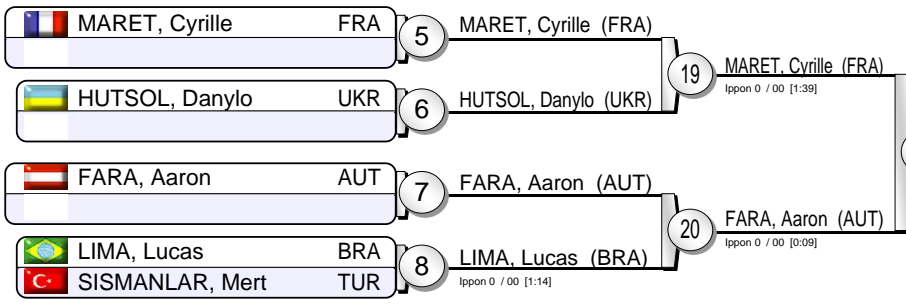 MARET, Cyrille FRA
5
MARET, Cyrille (FRA)
19
MARET, Cyrille (FRA)
Ippon 0 / 00 [1:39]
HUTSOL, Danylo UKR
6
HUTSOL, Danylo (UKR)
FARA, Aaron AUT
7
FARA, Aaron (AUT)
20
FARA, Aaron (AUT)
Ippon 0 / 00 [0:09]
LIMA, Lucas BRA
SISMANLAR, Mert TUR
8
LIMA, Lucas (BRA)
Ippon 0 / 00 [1:14]